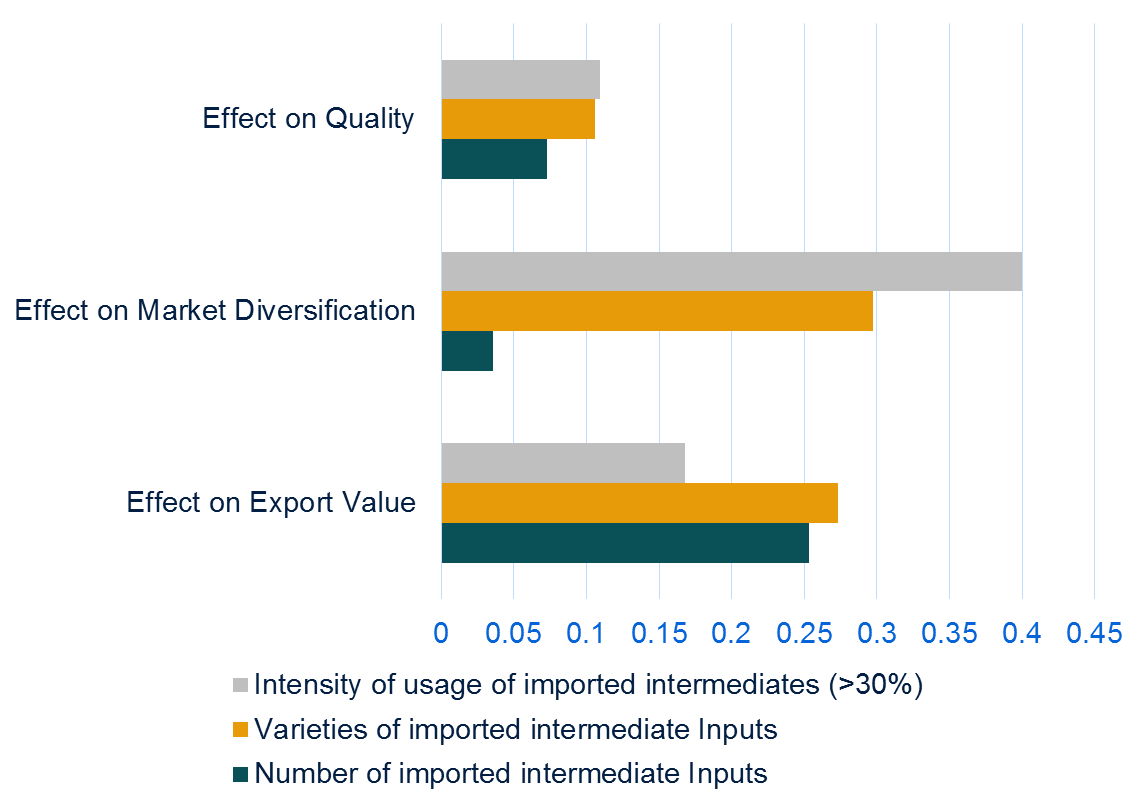 Effect on Quality
Effect on Market Diversification
Effect on Export Value
0 0.05 0.1 0.15 0.2 0.25 0.3 0.35 0.4 0.45
Intensity of usage of imported intermediates (>30%)
Varieties of imported intermediate Inputs
Number of imported intermediate Inputs